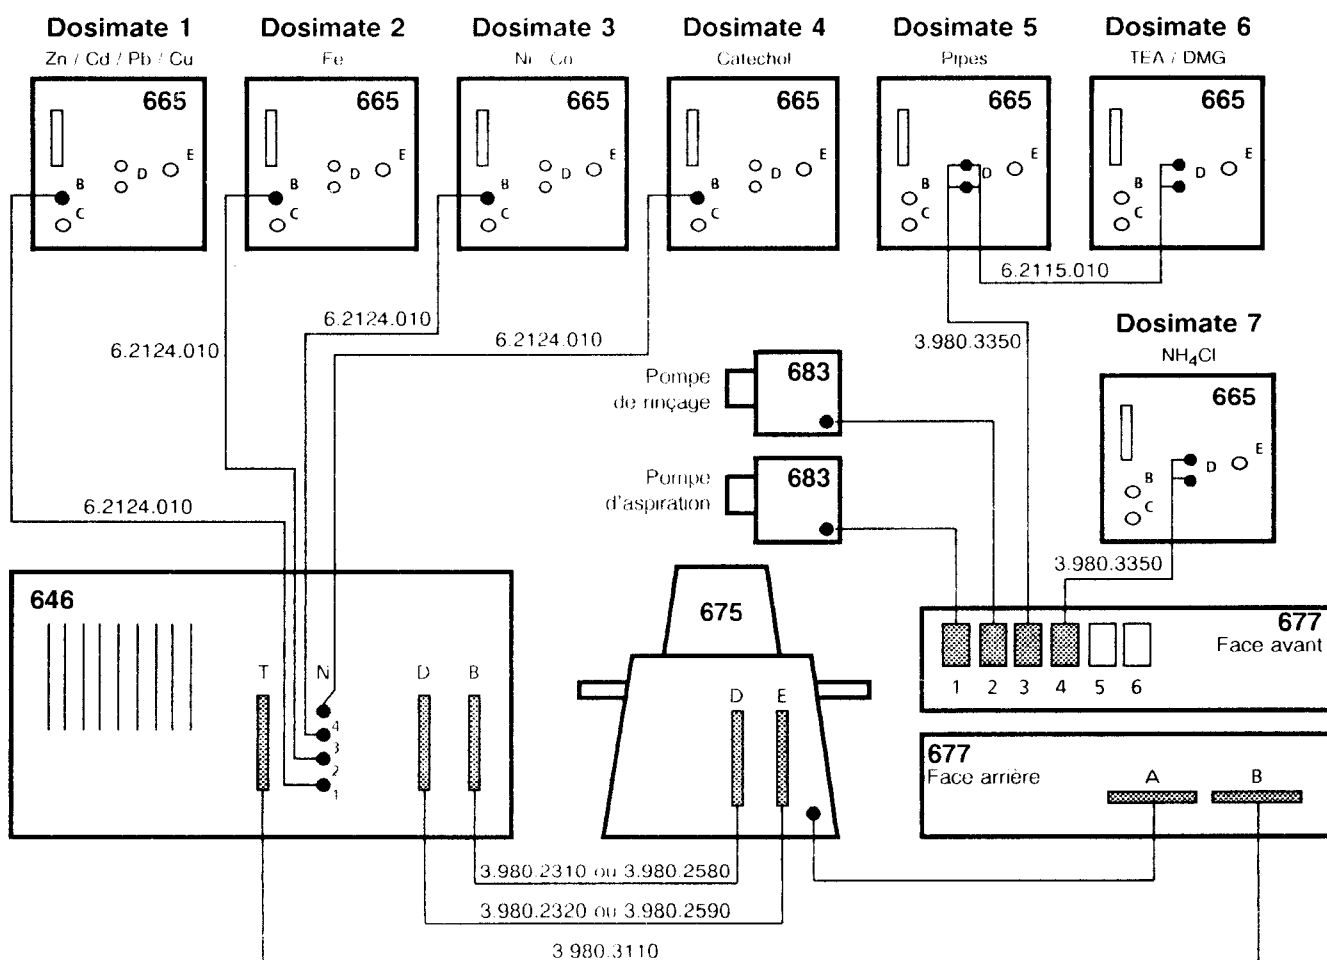 Dosimate 1 Dosimate 2 Dosimate 3 Dosimate 4 Dosimate 5 Dosimate 6
Zn / Cd / Pb / Cu Fe Ni Co Catechol Pipes TEA / DMG
665 665 665 665 665 665
E E E E E E
D D D D D D
B B B B B B
C C C C C C
6.2115.010
6.2124.010
6.2124.010
6.2124.010
3.980.3350
Dosimate 7
NH₄Cl
Pompe
de rinçage
683
665
E
D
B
C
Pompe
d'aspiration
683
6.2124.010
3.980.3350
646
T N D B
4
3
2
1
675
D E
677
Face avant
1 2 3 4 5 6
677
Face arrière
A B
3.980.2310 ou 3.980.2580
3.980.2320 ou 3.980.2590
3.980.3110